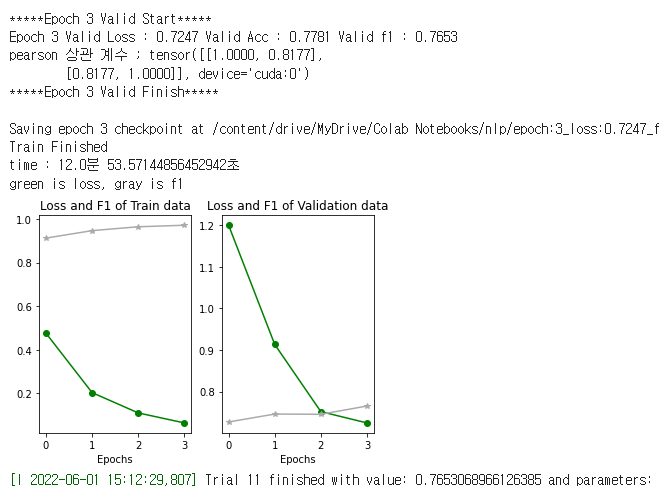 *****Epoch 3 Valid Start*****
Epoch 3 Valid Loss : 0.7247 Valid Acc : 0.7781 Valid f1 : 0.7653
pearson 상관 계수 ; tensor([[1.0000, 0.8177],
[0.8177, 1.0000]], device='cuda:0')
*****Epoch 3 Valid Finish*****
Saving epoch 3 checkpoint at /content/drive/MyDrive/Colab Notebooks/nlp/epoch:3_loss:0.7247_f
Train Finished
time : 12.0분 53.57144856452942초
green is loss, gray is f1
Loss and F1 of Train data
1.0
0.8
0.6
0.4
0.2
0 1 2 3
Epochs
Loss and F1 of Validation data
1.2
1.1
1.0
0.9
0.8
0 1 2 3
Epochs
[I 2022-06-01 15:12:29,807] Trial 11 finished with value: 0.7653068966126385 and parameters: